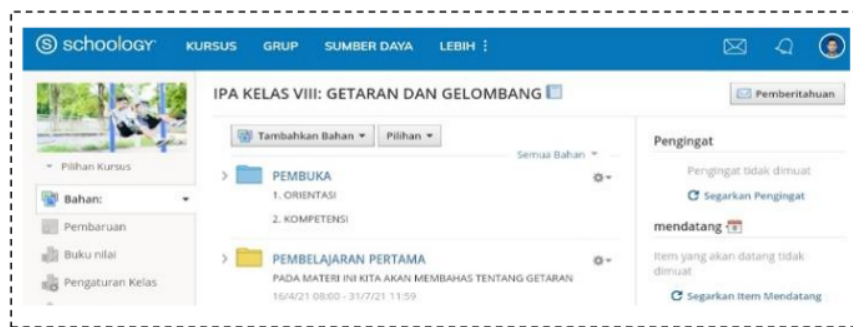 schoology KURSUS GRUP SUMBER DAYA LEBIH
IPA KELAS VIII: GETARAN DAN GELOMBANG
Pemberitahuan
Tambahkan Bahan Pilihan
Semua Bahan
Pilihan Kursus
Bahan:
Pembaruan
Buku nilai
Pengaturan Kelas
PEMBUKA
1. ORIENTASI
2. KOMPETENSI
PEMBELAJARAN PERTAMA
PADA MATERI INI KITA AKAN MEMBAHAS TENTANG GETARAN
16/4/21 08:00 - 31/7/21 11:59
Pengingat
Pengingat tidak dimuat
Segarkan Pengingat
mendatang
Item yang akan datang tidak
dimuat
Segarkan Item Mendatang